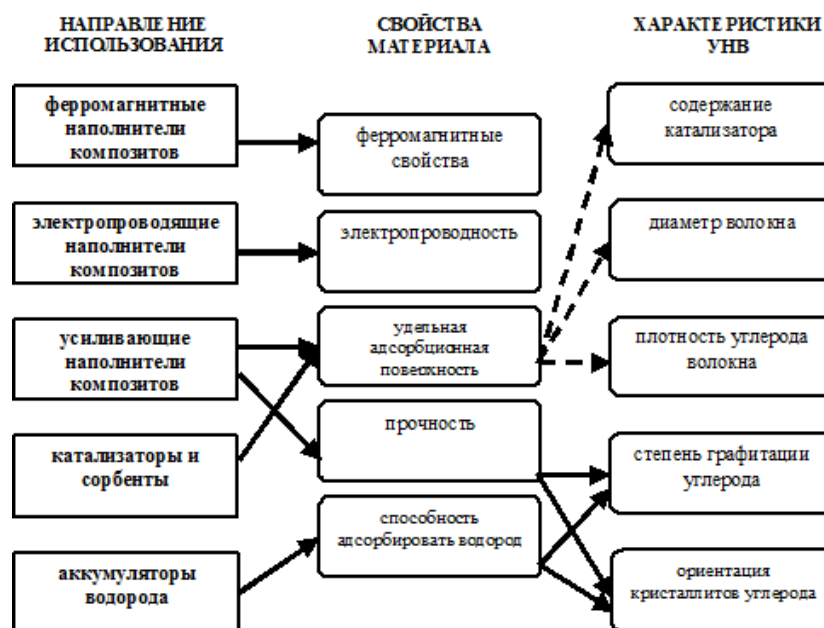 НАПРАВЛЕНИЕ
ИСПОЛЬЗОВАНИЯ
СВОЙСТВА
МАТЕРИАЛА
ХАРАКТЕРИСТИКИ
УНВ
ферромагнитные
наполнители
композитов
электропроводящие
наполнители
композитов
усиливающие
наполнители
композитов
катализаторы и
сорбенты
аккумуляторы
водорода
ферромагнитные
свойства
электропроводность
удельная
адсорбционная
поверхность
прочность
способность
адсорбировать водород
содержание
катализатора
диаметр волокна
плотность углерода
волокна
степень графитации
углерода
ориентация
кристаллитов углерода